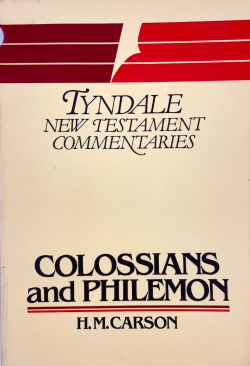 TYNDALE
NEW TESTAMENT
COMMENTARIES
COLOSSIANS
and PHILEMON
H.M.CARSON